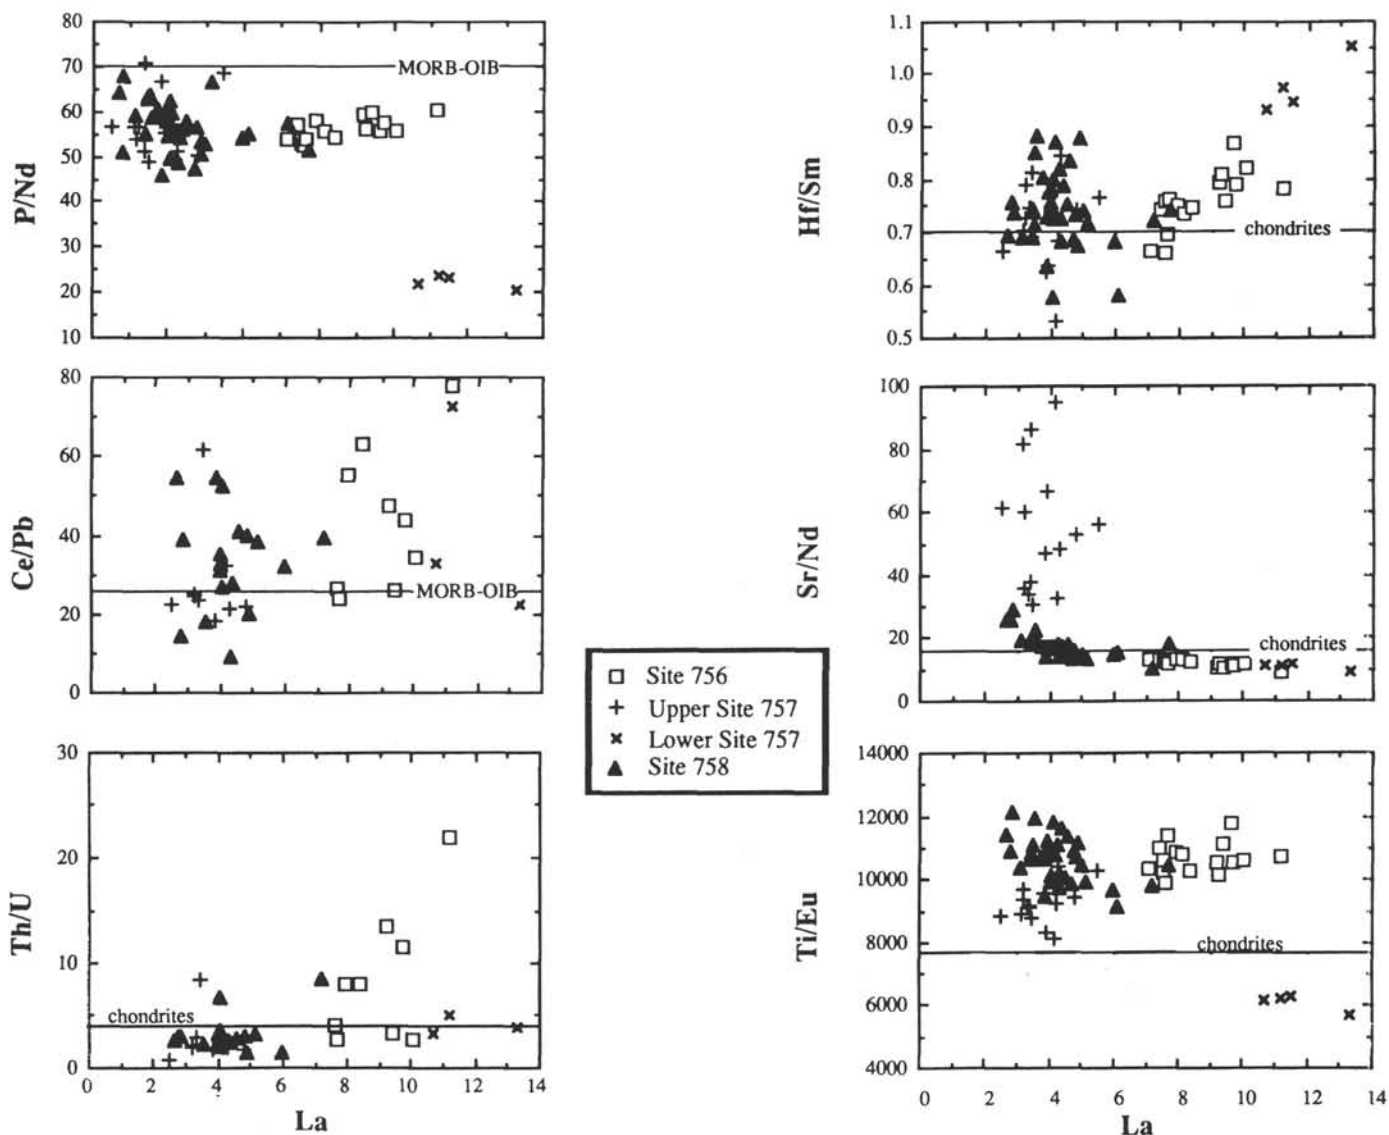 80
70
60
50
40
30
20
10
P/Nd
MORB-OIB
1.1
1.0
0.9
0.8
0.7
0.6
0.5
Hf/Sm
chondrites
80
60
40
20
0
Ce/Pb
MORB-OIB
100
80
60
40
20
0
Sr/Nd
chondrites
Site 756
Upper Site 757
Lower Site 757
Site 758
30
20
10
0
Th/U
chondrites
0 2 4 6 8 10 12 14
La
14000
12000
10000
8000
6000
4000
Ti/Eu
chondrites
0 2 4 6 8 10 12 14
La